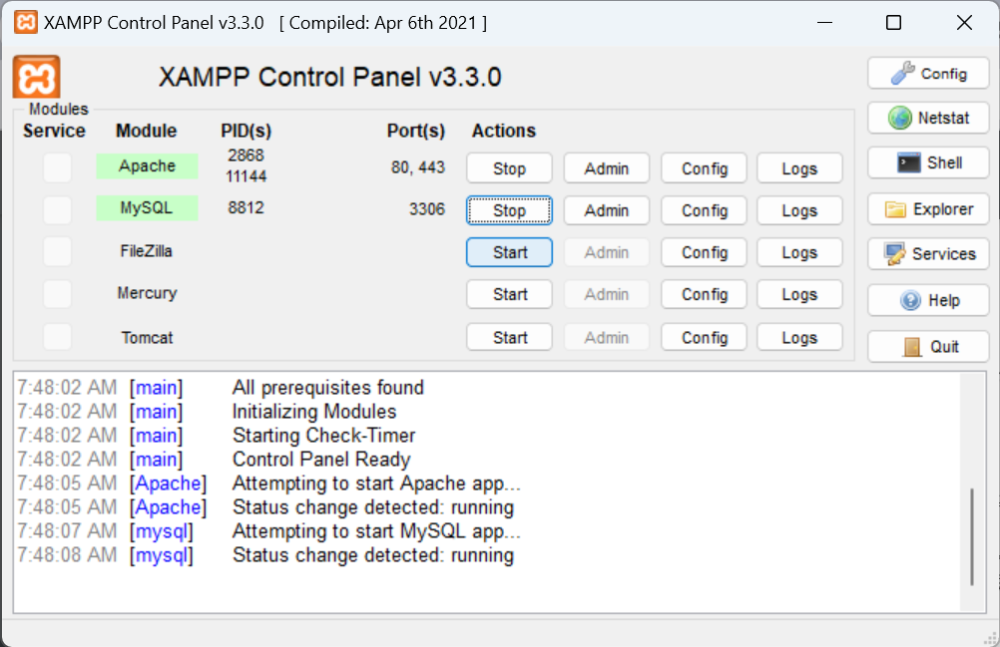 XAMPP Control Panel v3.3.0 [ Compiled: Apr 6th 2021 ]
XAMPP Control Panel v3.3.0
Config
Modules
Service Module PID(s) Port(s) Actions
Netstat
Apache 2868 11144 80, 443 Stop Admin Config Logs
Shell
MySQL 8812 3306 Stop Admin Config Logs
Explorer
FileZilla Start Admin Config Logs
Services
Mercury Start Admin Config Logs
Help
Tomcat Start Admin Config Logs
Quit
7:48:02 AM [main] All prerequisites found
7:48:02 AM [main] Initializing Modules
7:48:02 AM [main] Starting Check-Timer
7:48:02 AM [main] Control Panel Ready
7:48:05 AM [Apache] Attempting to start Apache app...
7:48:05 AM [Apache] Status change detected: running
7:48:07 AM [mysql] Attempting to start MySQL app...
7:48:08 AM [mysql] Status change detected: running